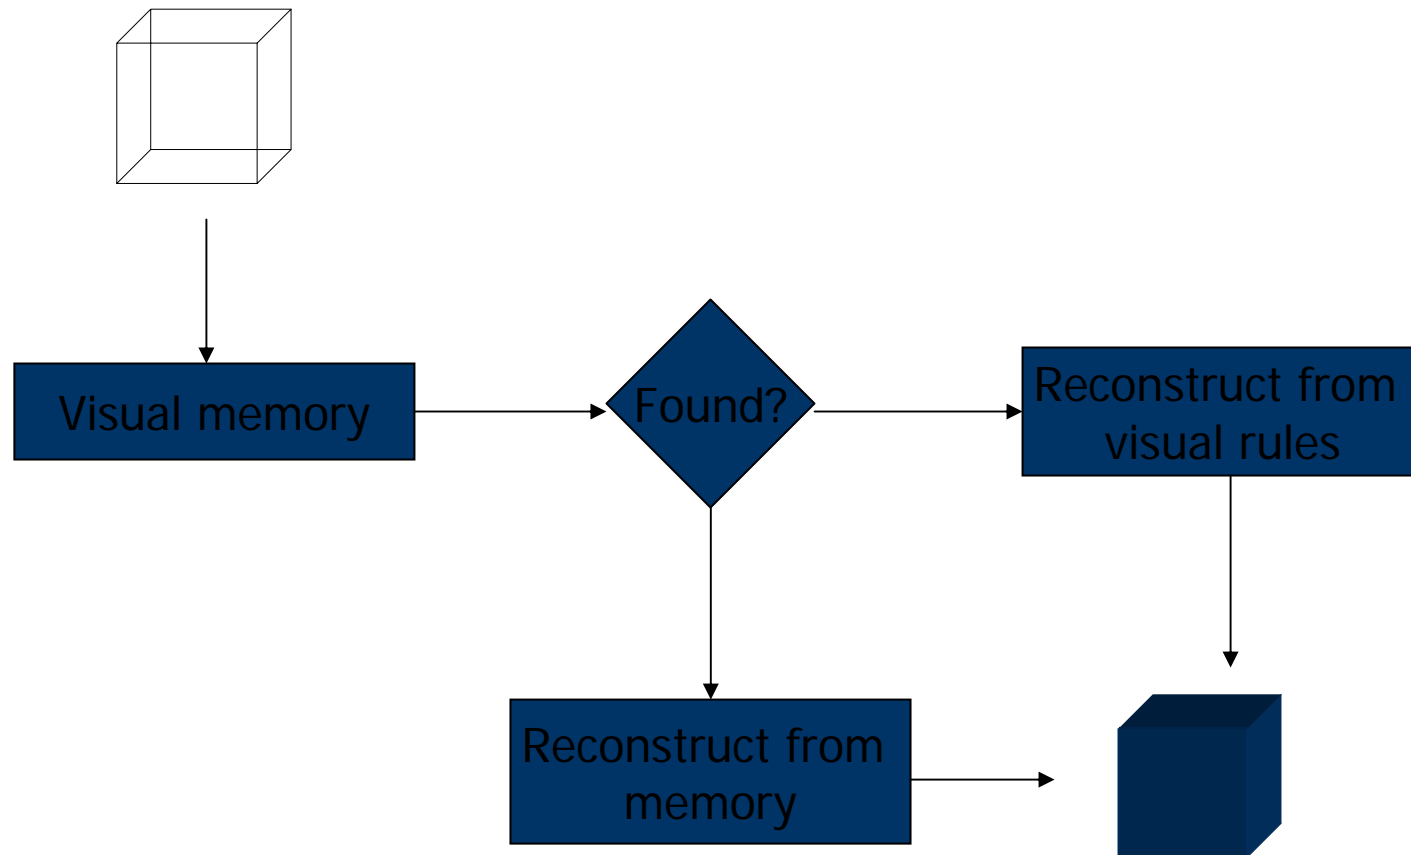 Visual memory
Found?
Reconstruct from
visual rules
Reconstruct from
memory